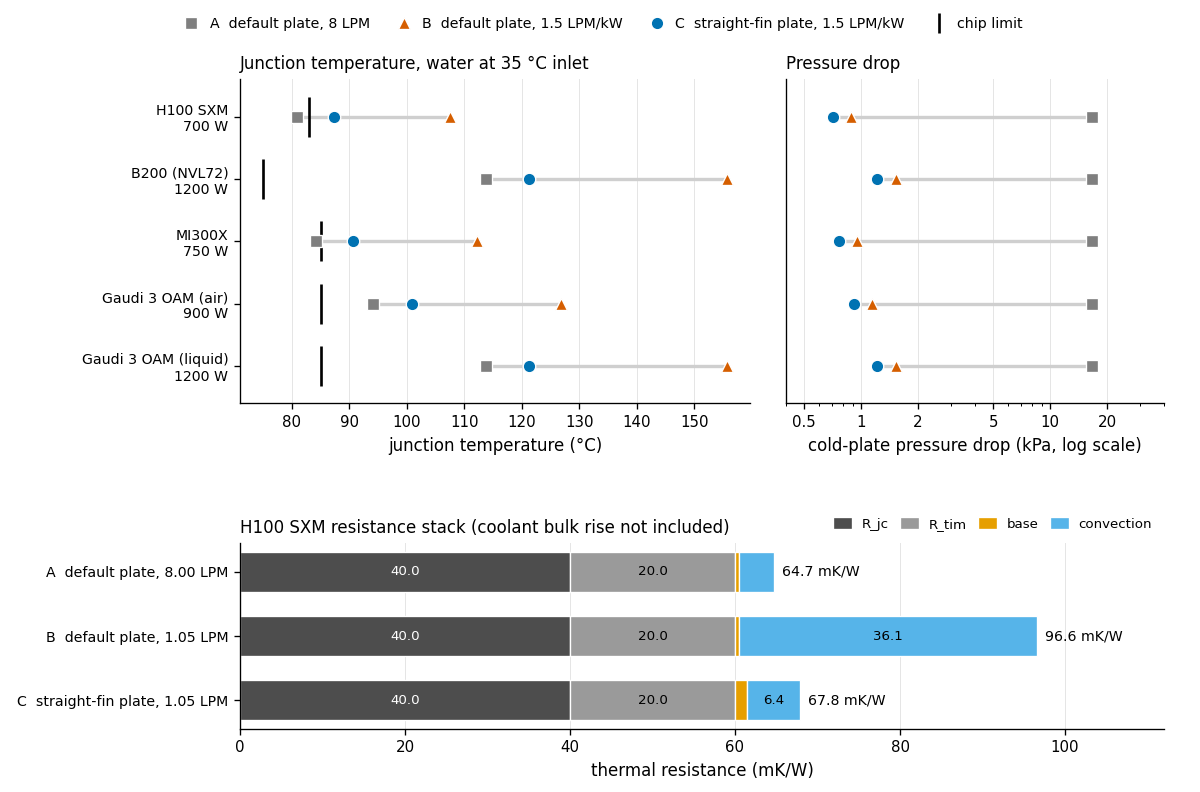 A  default plate, 8 LPM
B  default plate, 1.5 LPM/kW
C  straight-fin plate, 1.5 LPM/kW
chip limit
Junction temperature, water at 35 °C inlet
H100 SXM
700 W
B200 (NVL72)
1200 W
MI300X
750 W
Gaudi 3 OAM (air)
900 W
Gaudi 3 OAM (liquid)
1200 W
80 90 100 110 120 130 140 150
junction temperature (°C)
Pressure drop
0.5 1 2 5 10 20
cold-plate pressure drop (kPa, log scale)
H100 SXM resistance stack (coolant bulk rise not included)
R_jc R_tim base convection
A  default plate, 8.00 LPM
40.0 20.0 64.7 mK/W
B  default plate, 1.05 LPM
40.0 20.0 36.1 96.6 mK/W
C  straight-fin plate, 1.05 LPM
40.0 20.0 6.4 67.8 mK/W
0 20 40 60 80 100
thermal resistance (mK/W)